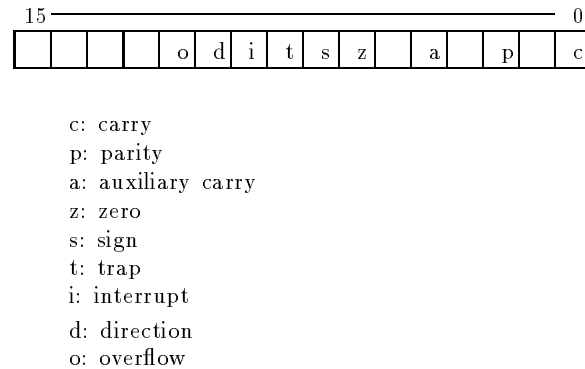 15 0
o d i t s z a p c
c: carry
p: parity
a: auxiliary carry
z: zero
s: sign
t: trap
i: interrupt
d: direction
o: overflow